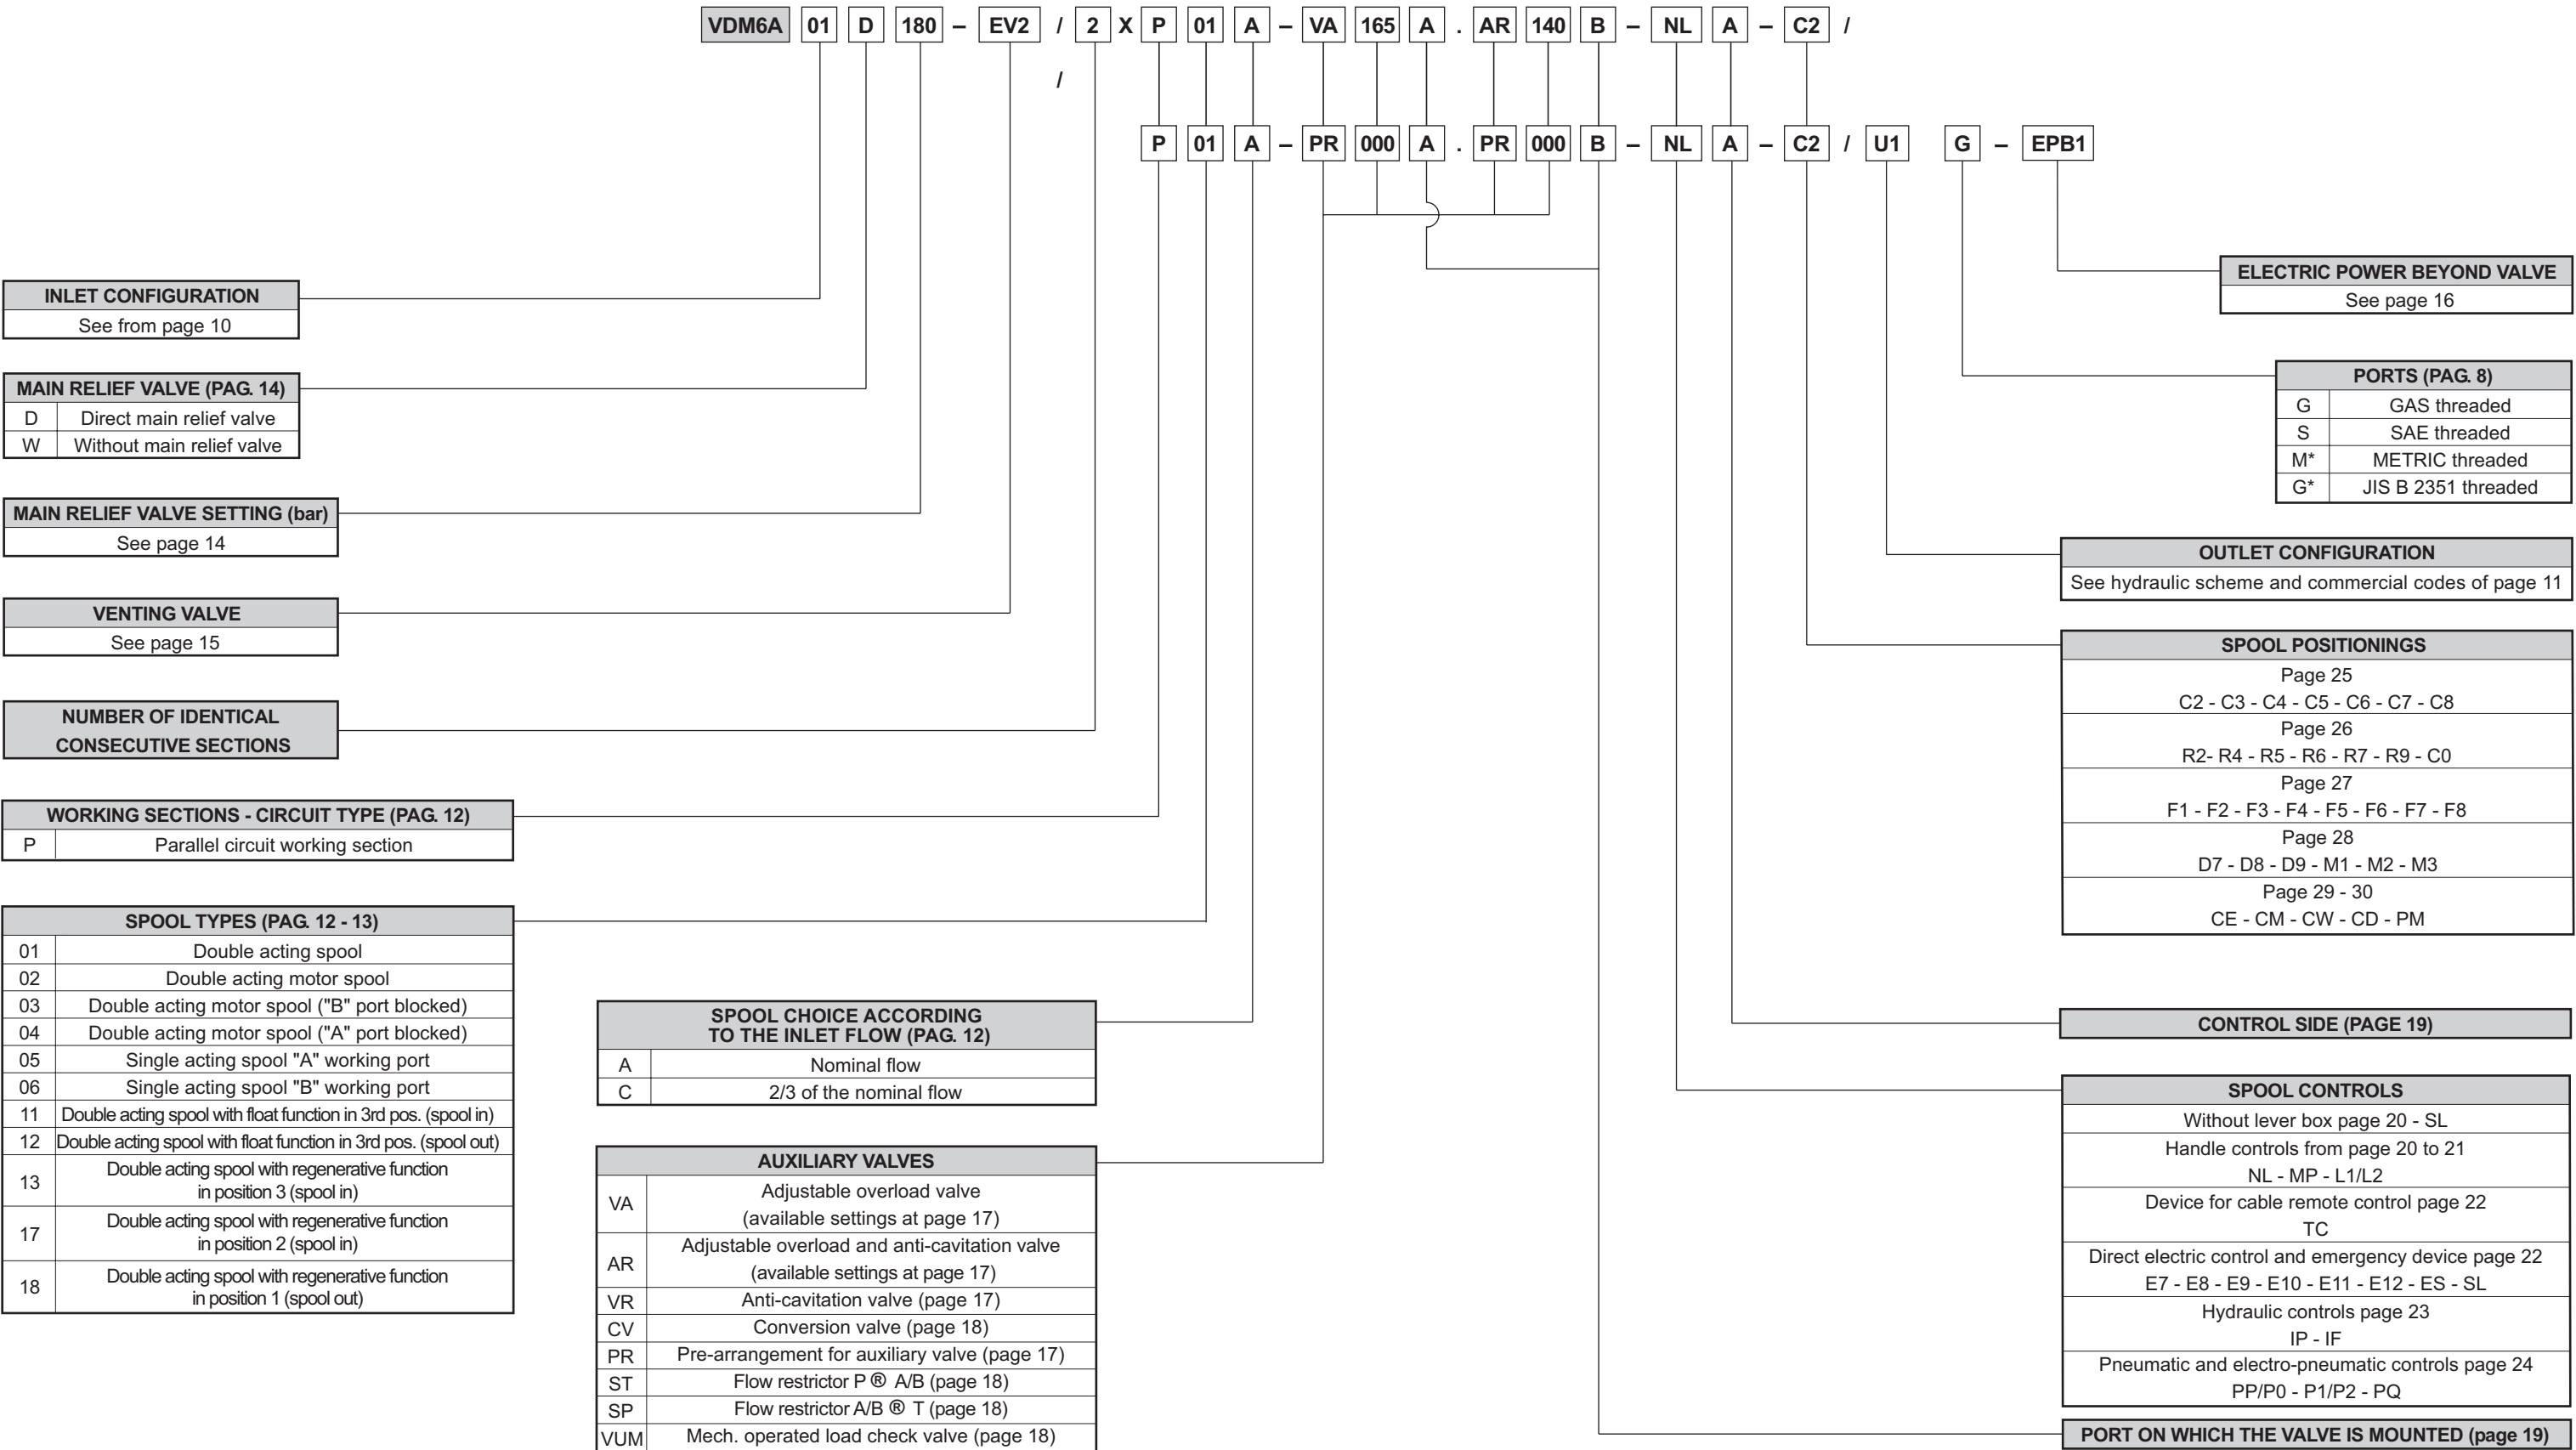 VDM6A 01 D 180 – EV2 / 2 X P 01 A – VA 165 A . AR 140 B – NL A – C2 /
/
P 01 A – PR 000 A . PR 000 B – NL A – C2 / U1 G – EPB1
INLET CONFIGURATION
See from page 10
MAIN RELIEF VALVE (PAG. 14)
D Direct main relief valve
W Without main relief valve
MAIN RELIEF VALVE SETTING (bar)
See page 14
VENTING VALVE
See page 15
NUMBER OF IDENTICAL
CONSECUTIVE SECTIONS
WORKING SECTIONS - CIRCUIT TYPE (PAG. 12)
P Parallel circuit working section
SPOOL TYPES (PAG. 12 - 13)
01 Double acting spool
02 Double acting motor spool
03 Double acting motor spool ("B" port blocked)
04 Double acting motor spool ("A" port blocked)
05 Single acting spool "A" working port
06 Single acting spool "B" working port
11 Double acting spool with float function in 3rd pos. (spool in)
12 Double acting spool with float function in 3rd pos. (spool out)
13 Double acting spool with regenerative function
in position 3 (spool in)
17 Double acting spool with regenerative function
in position 2 (spool in)
18 Double acting spool with regenerative function
in position 1 (spool out)
SPOOL CHOICE ACCORDING
TO THE INLET FLOW (PAG. 12)
A Nominal flow
C 2/3 of the nominal flow
AUXILIARY VALVES
VA Adjustable overload valve
(available settings at page 17)
AR Adjustable overload and anti-cavitation valve
(available settings at page 17)
VR Anti-cavitation valve (page 17)
CV Conversion valve (page 18)
PR Pre-arrangement for auxiliary valve (page 17)
ST Flow restrictor P ® A/B (page 18)
SP Flow restrictor A/B ® T (page 18)
VUM Mech. operated load check valve (page 18)
ELECTRIC POWER BEYOND VALVE
See page 16
PORTS (PAG. 8)
G GAS threaded
S SAE threaded
M* METRIC threaded
G* JIS B 2351 threaded
OUTLET CONFIGURATION
See hydraulic scheme and commercial codes of page 11
SPOOL POSITIONINGS
Page 25
C2 - C3 - C4 - C5 - C6 - C7 - C8
Page 26
R2- R4 - R5 - R6 - R7 - R9 - C0
Page 27
F1 - F2 - F3 - F4 - F5 - F6 - F7 - F8
Page 28
D7 - D8 - D9 - M1 - M2 - M3
Page 29 - 30
CE - CM - CW - CD - PM
CONTROL SIDE (PAGE 19)
SPOOL CONTROLS
Without lever box page 20 - SL
Handle controls from page 20 to 21
NL - MP - L1/L2
Device for cable remote control page 22
TC
Direct electric control and emergency device page 22
E7 - E8 - E9 - E10 - E11 - E12 - ES - SL
Hydraulic controls page 23
IP - IF
Pneumatic and electro-pneumatic controls page 24
PP/P0 - P1/P2 - PQ
PORT ON WHICH THE VALVE IS MOUNTED (page 19)